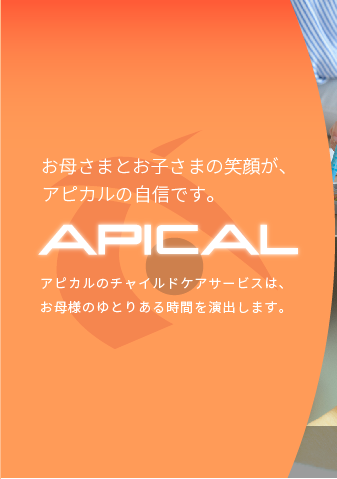 お母さまとお子さまの笑顔が、
アピカルの自信です。
APICAL
アピカルのチャイルドケアサービスは、
お母様のゆとりある時間を演出します。